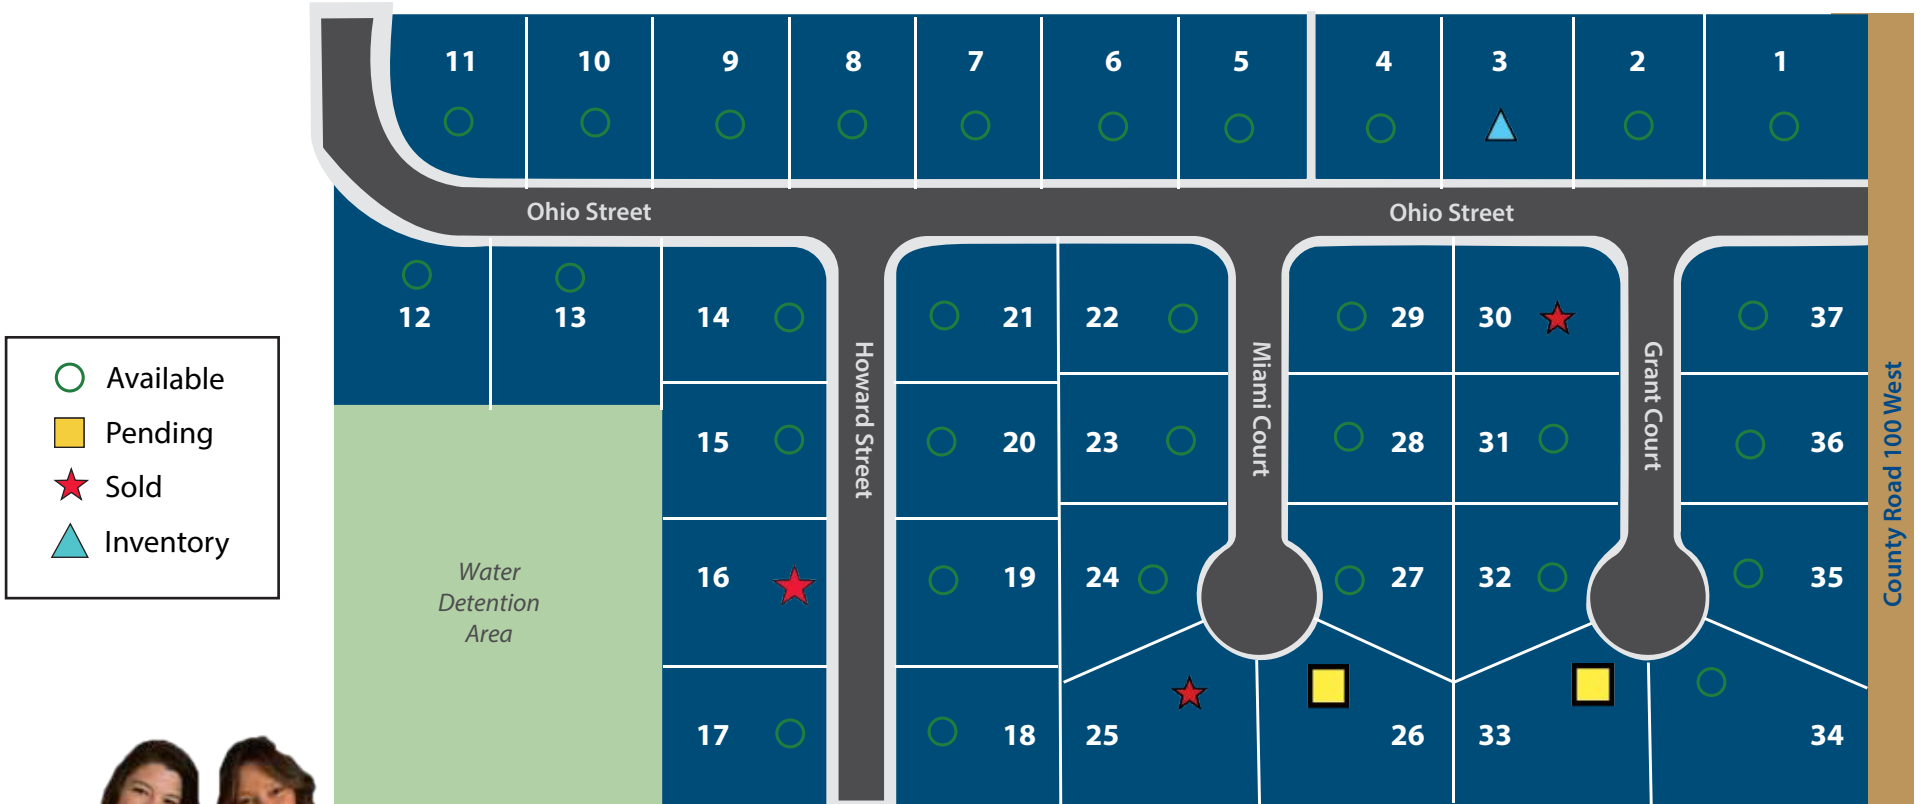 11 10 9 8 7 6 5 4 3 2 1
Ohio Street Ohio Street
12 13 14 21 22 29 30 37
Howard Street
Miami Court
Grant Court
County Road 100 West
Available
Pending
Sold
Inventory
15 20 23 28 31 36
Water
Detention
Area
16 19 24 27 32 35
17 18 25 26 33 34